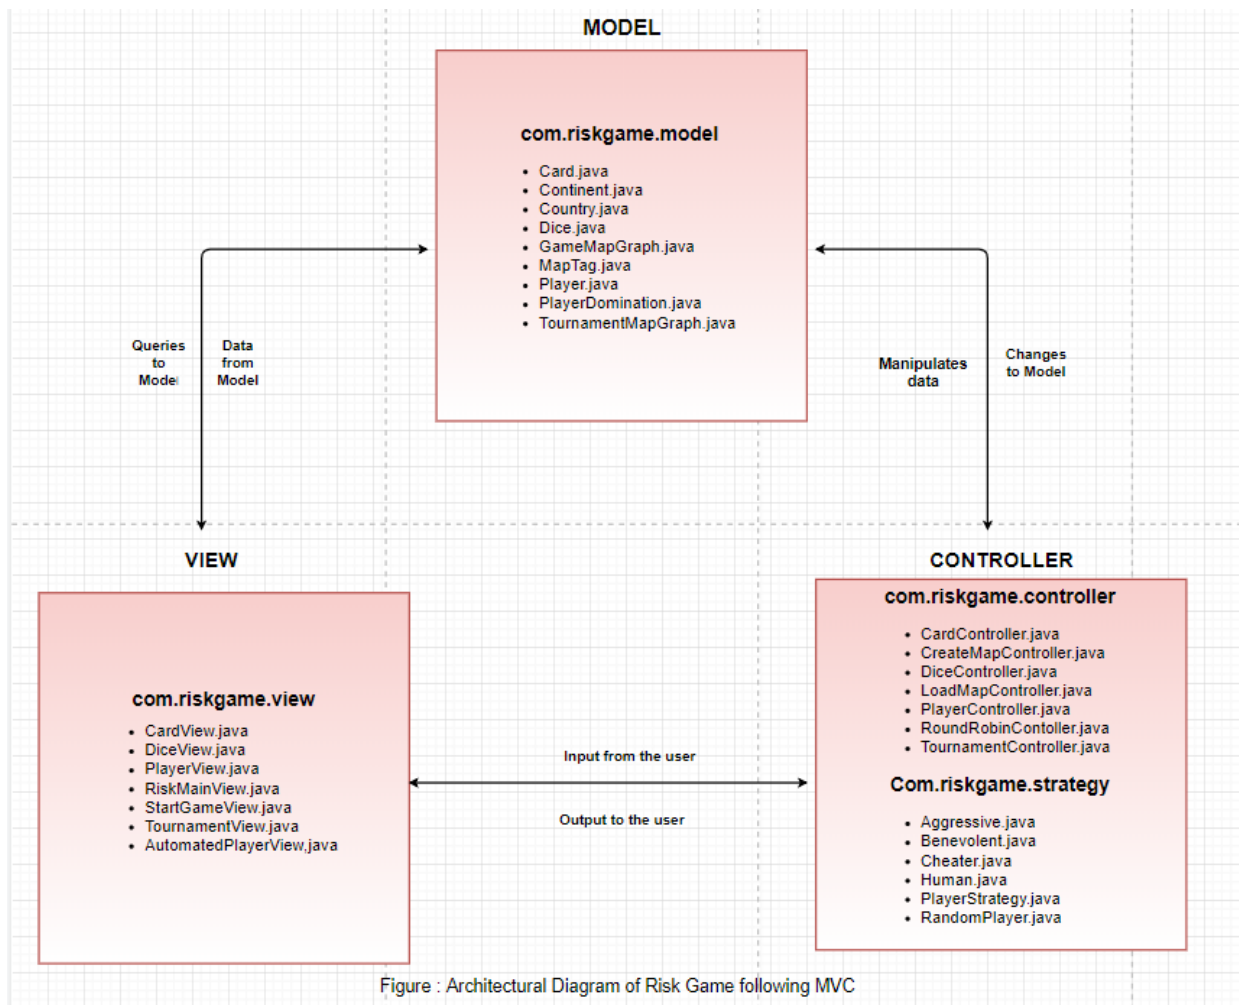 MODEL
com.riskgame.model
• Card.java
• Continent.java
• Country.java
• Dice.java
• GameMapGraph.java
• MapTag.java
• Player.java
• PlayerDomination.java
• TournamentMapGraph.java
Queries
to
Model
Data
from
Model
Manipulates
data
Changes
to Model
VIEW
com.riskgame.view
• CardView.java
• DiceView.java
• PlayerView.java
• RiskMainView.java
• StartGameView.java
• TournamentView.java
• AutomatedPlayerView,java
Input from the user
Output to the user
CONTROLLER
com.riskgame.controller
• CardController.java
• CreateMapController.java
• DiceController.java
• LoadMapController.java
• PlayerController.java
• RoundRobinContoller.java
• TournamentController.java
Com.riskgame.strategy
• Aggressive.java
• Benevolent.java
• Cheater.java
• Human.java
• PlayerStrategy.java
• RandomPlayer.java
Figure : Architectural Diagram of Risk Game following MVC